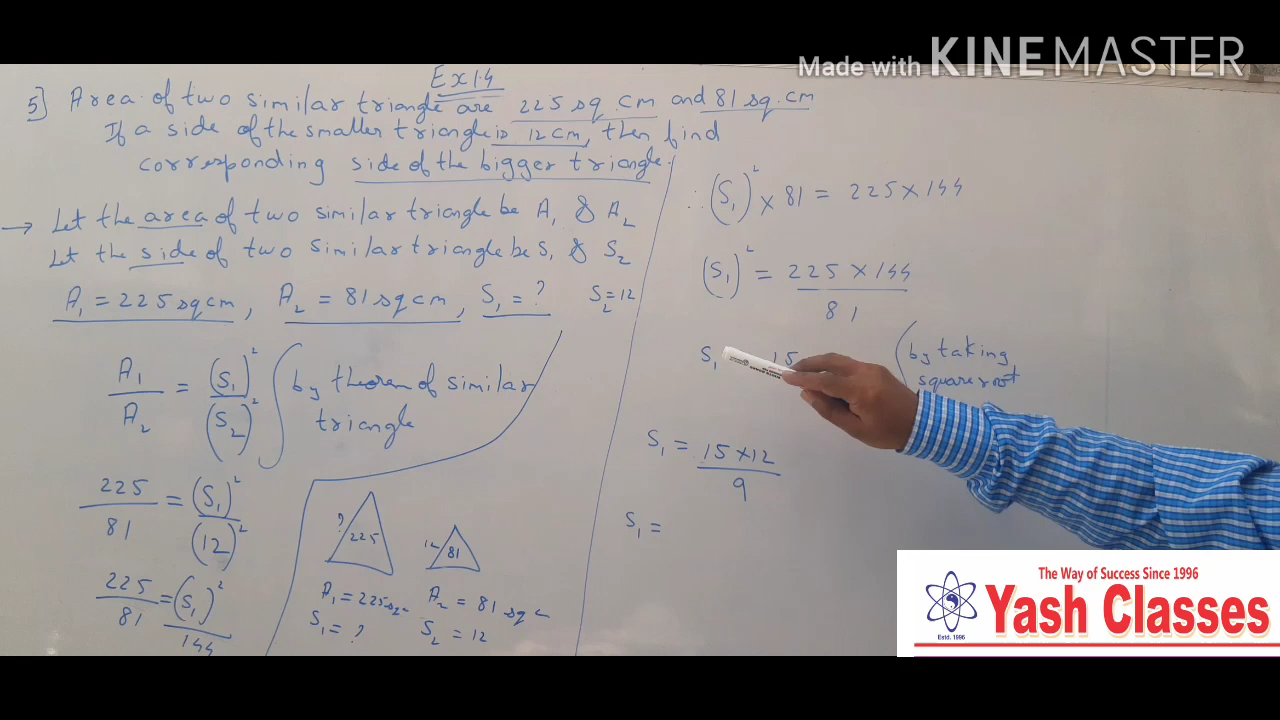 Made with KINEMASTER
Ex 1.4
5] Area of two similar triangle are 225 sq.cm and 81 sq.cm
If a side of the smaller triangle is 12 cm, then find
corresponding side of the bigger triangle.
→ Let the area of two similar triangle be A₁ & A₂
Let the side of two similar triangle be S₁ & S₂
A₁ = 225 sq cm, A₂ = 81 sq cm, S₁ = ? S₂ = 12
A₁/A₂ = (S₁)²/(S₂)² by theorem of similar
triangle
225/81 = (S₁)²/(12)²
225/81 = (S₁)²/144
? 225
12 81
A₁ = 225 sq
S₁ = ?
A₂ = 81 sq
S₂ = 12
∴ (S₁)² × 81 = 225 × 144
(S₁)² = 225 × 144/81
S₁ 15
by taking
square root
S₁ = 15 × 12/9
S₁ =
The Way of Success Since 1996
Yash Classes
Estd. 1996